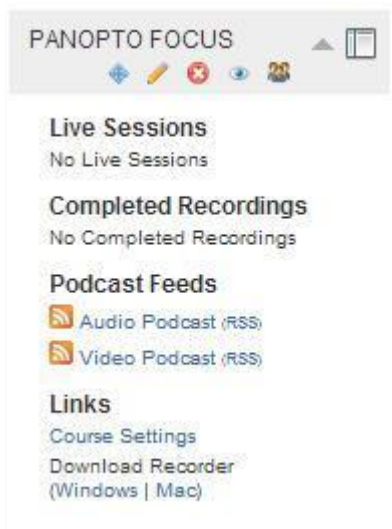 PANOPTO FOCUS
Live Sessions
No Live Sessions
Completed Recordings
No Completed Recordings
Podcast Feeds
Audio Podcast (RSS)
Video Podcast (RSS)
Links
Course Settings
Download Recorder
(Windows | Mac)